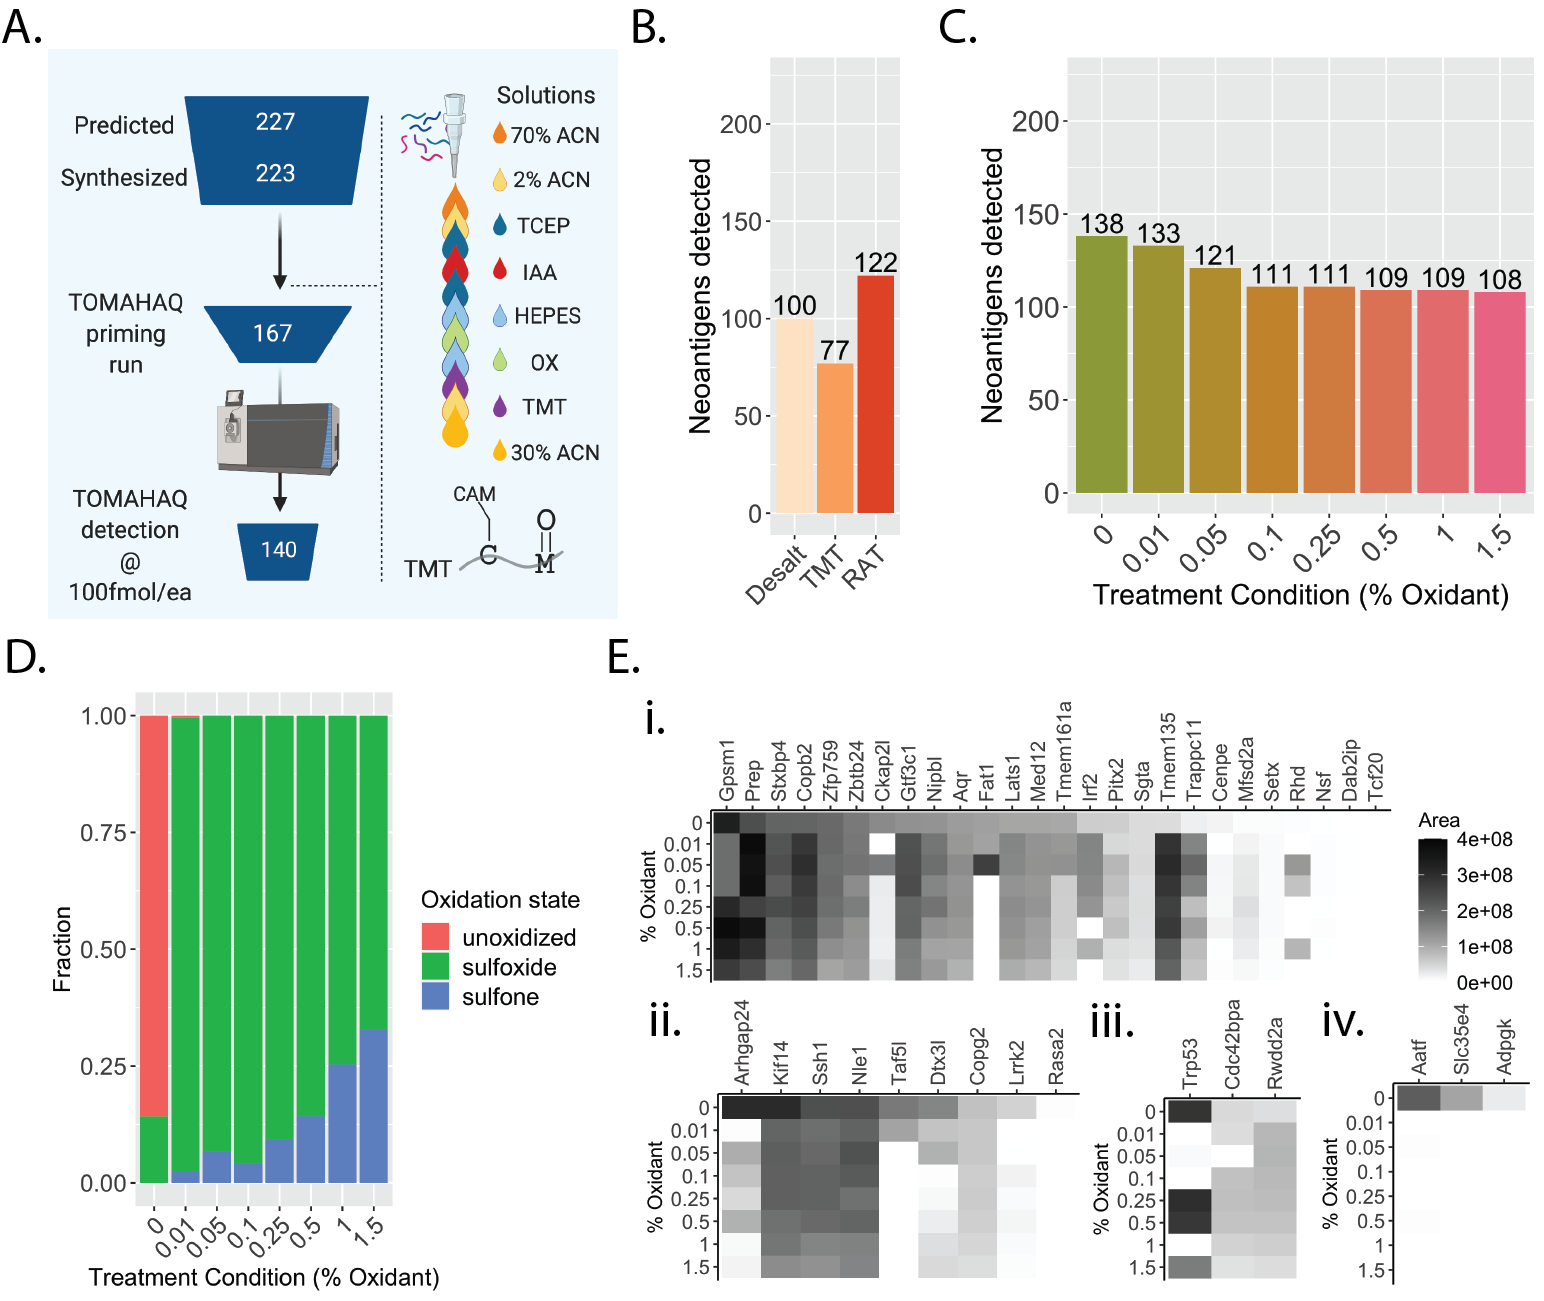 A.
Predicted
227
Synthesized
223
TOMAHAQ
priming
run
167
TOMAHAQ
detection
@
100fmol/ea
140
Solutions
70% ACN
2% ACN
TCEP
IAA
HEPES
OX
TMT
30% ACN
CAM
TMT
C
O
M
B.
Neoantigens detected
200
150
100
50
0
100
77
122
Desalt
TMT
RAT
C.
Neoantigens detected
200
150
100
50
0
138
133
121
111
111
109
109
108
0
0.01
0.05
0.1
0.25
0.5
1
1.5
Treatment Condition (% Oxidant)
D.
Fraction
1.00
0.75
0.50
0.25
0.00
0
0.01
0.05
0.1
0.25
0.5
1
1.5
Treatment Condition (% Oxidant)
Oxidation state
unoxidized
sulfoxide
sulfone
E.
i.
Gpsm1
Prep
Stxbp4
Copb2
Zfp759
Zbtb24
Ckap2l
Gtf3c1
Nipbl
Aqr
Fat1
Lats1
Med12
Tmem161a
Irf2
Pitx2
Sgta
Tmem135
Trappc11
Cenpe
Mfsd2a
Setx
Rhd
Nsf
Dab2ip
Tcf20
% Oxidant
0
0.01
0.05
0.1
0.25
0.5
1
1.5
Area
4e+08
3e+08
2e+08
1e+08
0e+00
ii.
Arhgap24
Kif14
Ssh1
Nle1
Taf5l
Dtx3l
Copg2
Lrrk2
Rasa2
% Oxidant
0
0.01
0.05
0.1
0.25
0.5
1
1.5
iii.
Trp53
Cdc42bpa
Rwdd2a
% Oxidant
0
0.01
0.05
0.1
0.25
0.5
1
1.5
iv.
Aatf
Slc35e4
Adpgk
% Oxidant
0
0.01
0.05
0.1
0.25
0.5
1
1.5